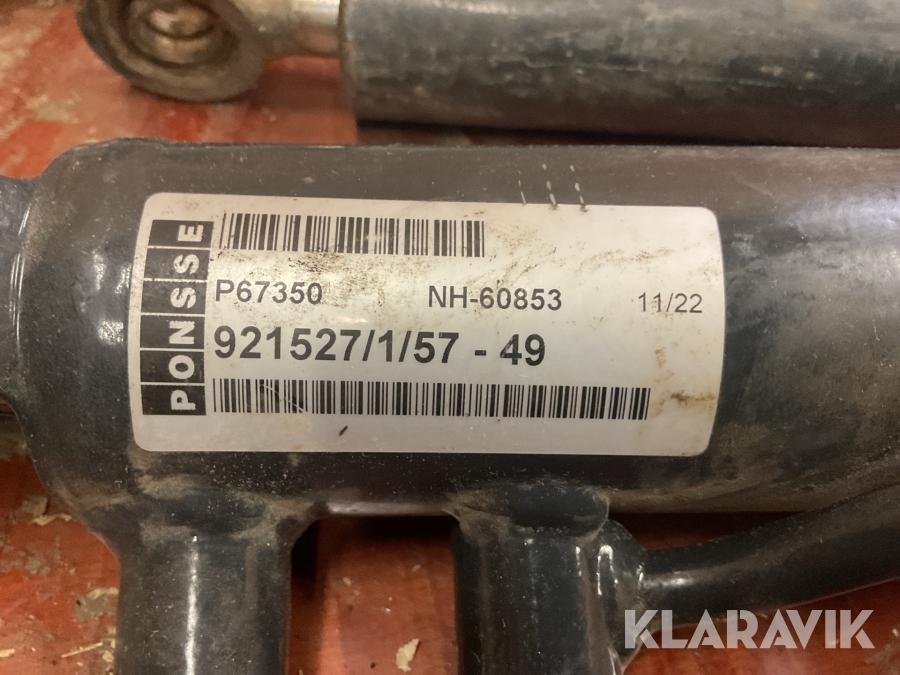 PONSSE
P67350 NH-60853 11/22
921527/1/57 - 49
KLARAVIK